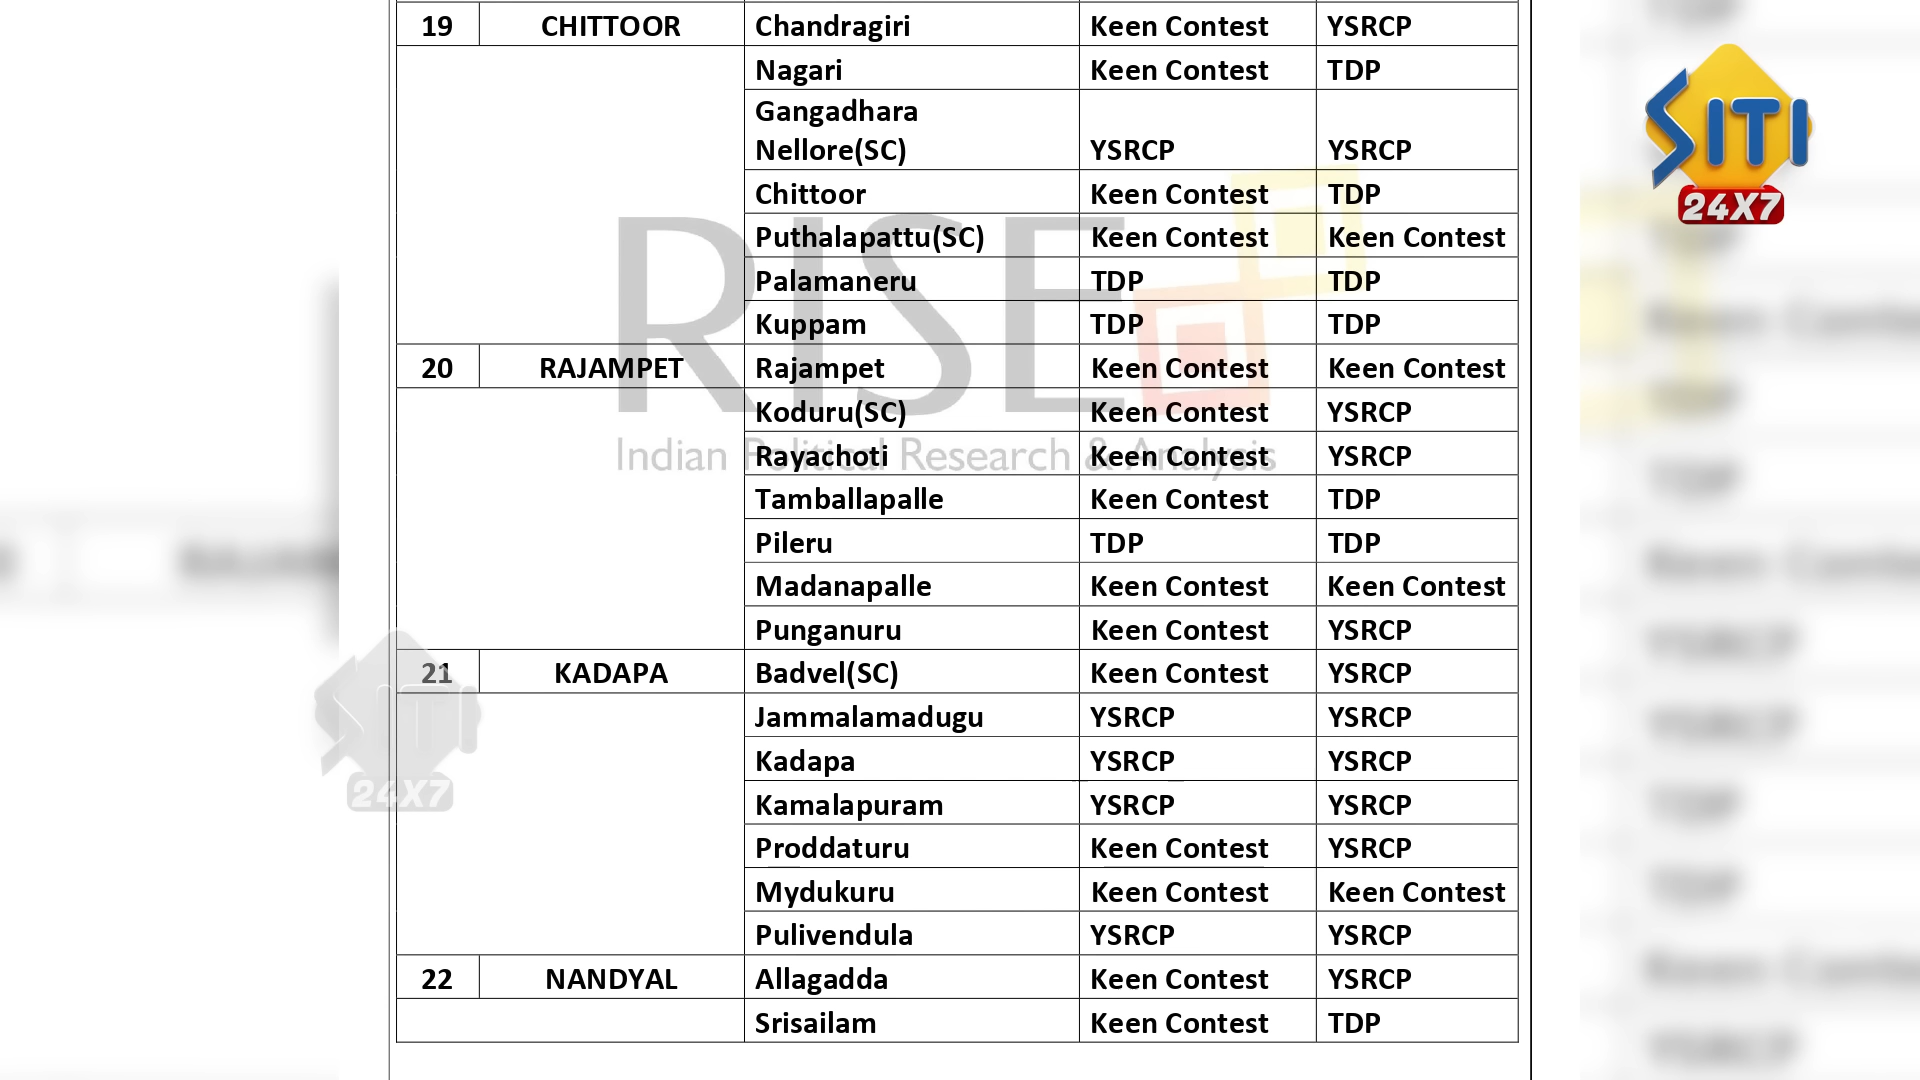 19 CHITTOOR Chandragiri Keen Contest YSRCP
Nagari Keen Contest TDP
Gangadhara
Nellore(SC) YSRCP YSRCP
Chittoor Keen Contest TDP
Puthalapattu(SC) Keen Contest Keen Contest
Palamaneru TDP TDP
Kuppam TDP TDP
20 RAJAMPET Rajampet Keen Contest Keen Contest
Koduru(SC) Keen Contest YSRCP
Rayachoti Keen Contest YSRCP
Tamballapalle Keen Contest TDP
Pileru TDP TDP
Madanapalle Keen Contest Keen Contest
Punganuru Keen Contest YSRCP
21 KADAPA Badvel(SC) Keen Contest YSRCP
Jammalamadugu YSRCP YSRCP
Kadapa YSRCP YSRCP
Kamalapuram YSRCP YSRCP
Proddaturu Keen Contest YSRCP
Mydukuru Keen Contest Keen Contest
Pulivendula YSRCP YSRCP
22 NANDYAL Allagadda Keen Contest YSRCP
Srisailam Keen Contest TDP
RISE
Indian Political Research & Analysis
SITI
24X7
SITI
24X7